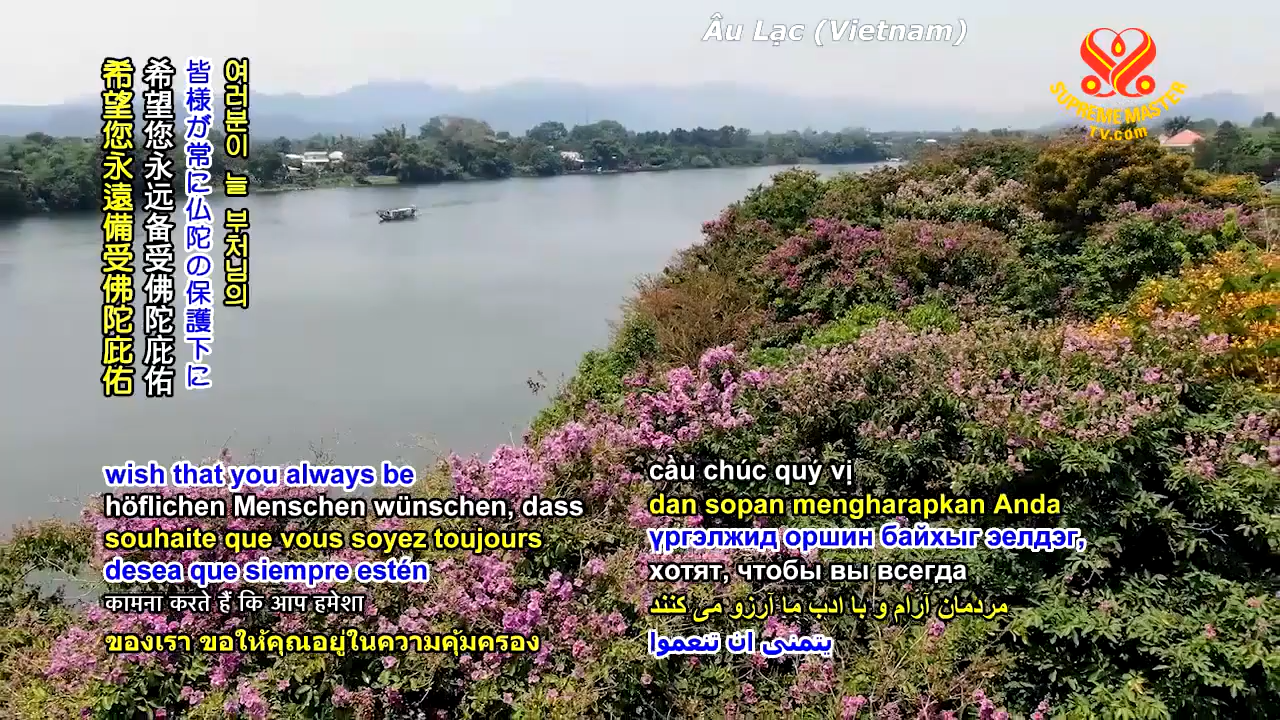 Âu Lạc (Vietnam)
SUPREME MASTER
TV.com
여러분이 늘 부처님의
皆様が常に仏陀の保護下に
希望您永远备受佛陀庇佑
希望您永遠備受佛陀庇佑
wish that you always be
höflichen Menschen wünschen, dass
souhaite que vous soyez toujours
desea que siempre estén
कामना करते हैं कि आप हमेशा
ของเรา ขอให้คุณอยู่ในความคุ้มครอง
cầu chúc quý vị
dan sopan mengharapkan Anda
үргэлжид оршин байхыг эелдэг,
хотят, чтобы вы всегда
مردمان آرام و با ادب ما آرزو می کنند
يتمنى ان تنعموا